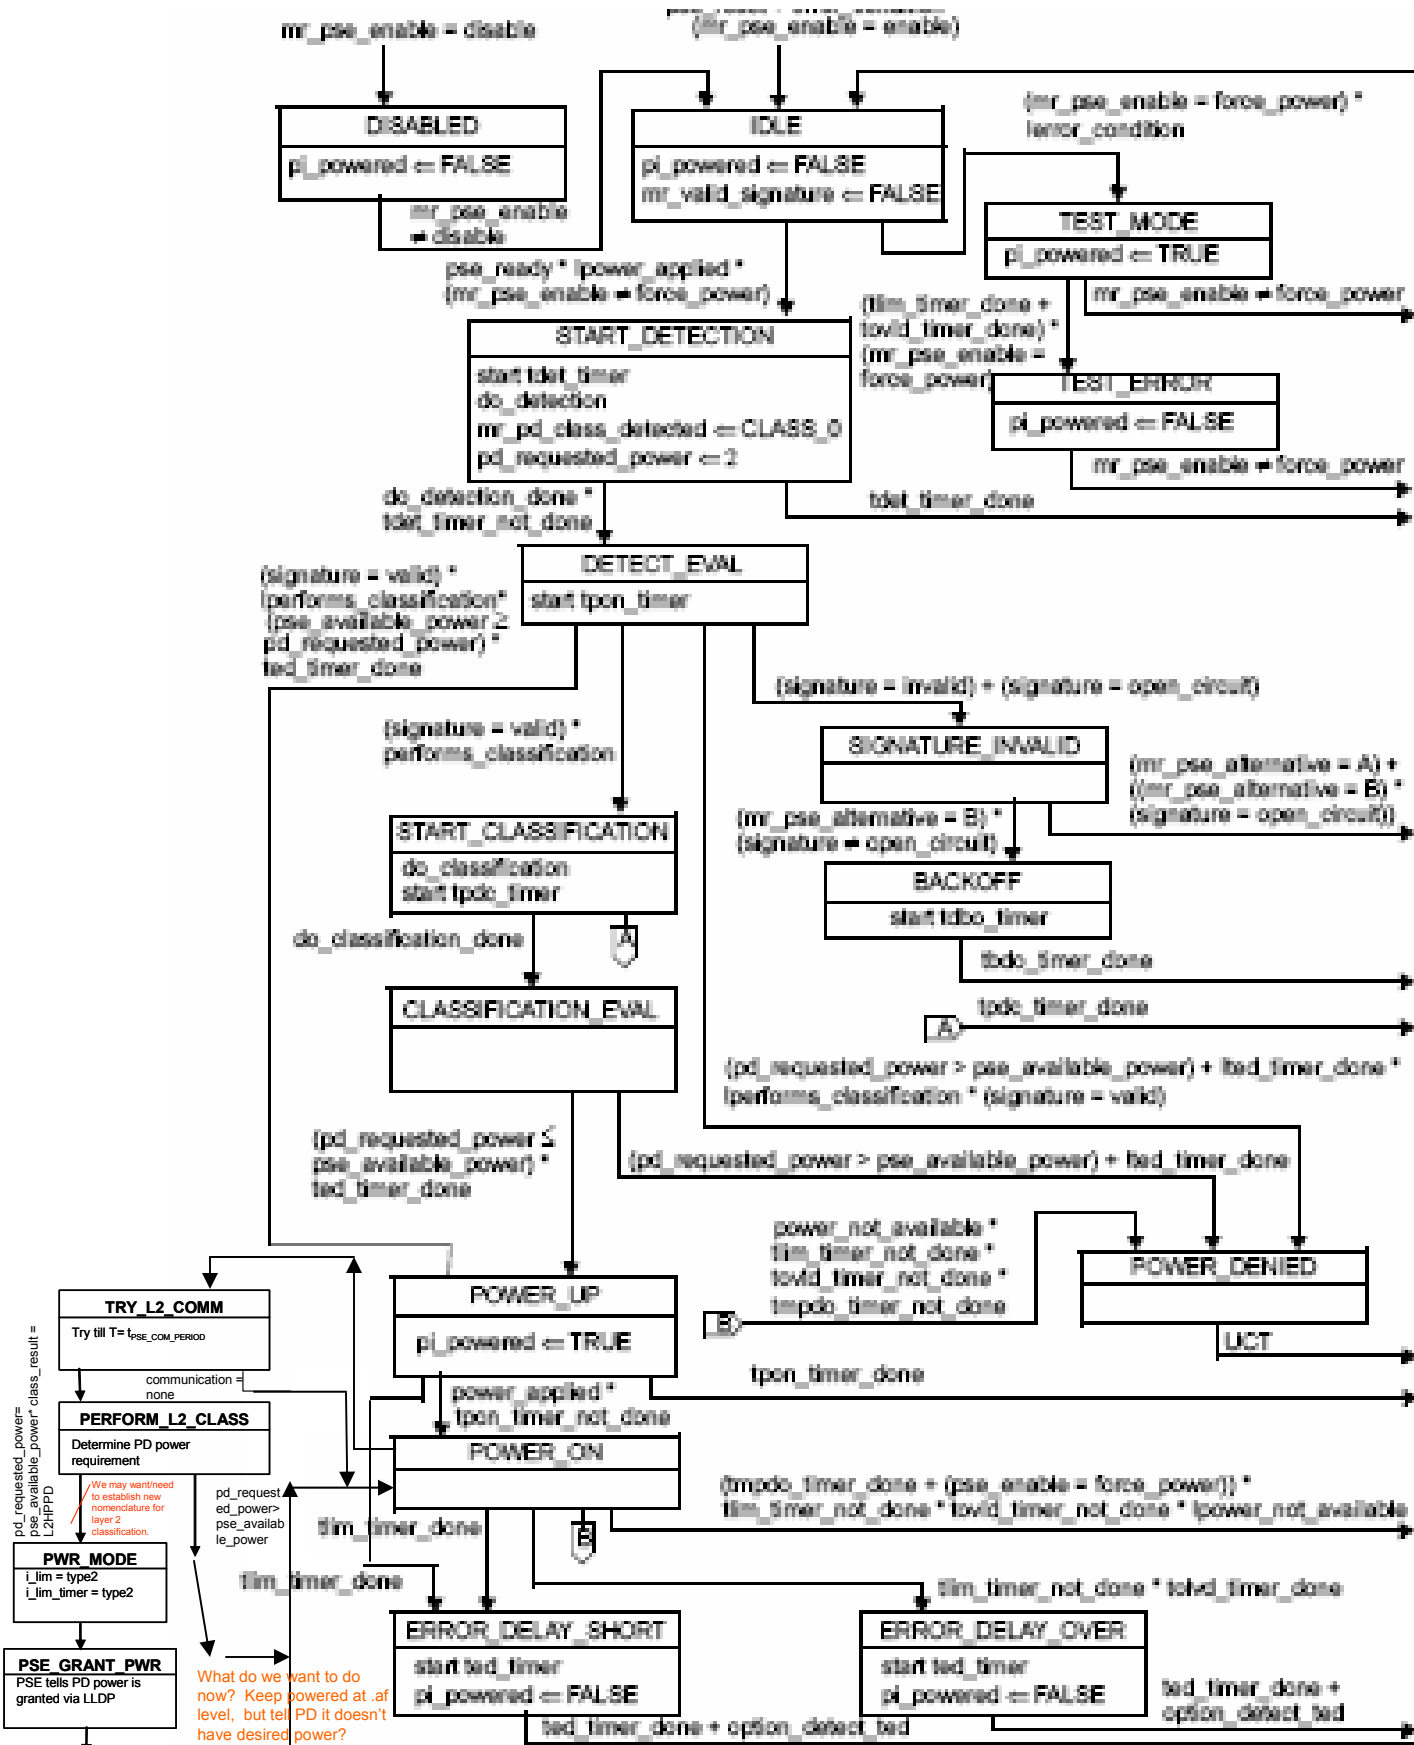 mr_pse_enable = disable
(mr_pse_enable = enable)
DISABLED
pi_powered ⇐ FALSE
mr_pse_enable
≠ disable
IDLE
pi_powered ⇐ FALSE
mr_valid_signature ⇐ FALSE
(mr_pse_enable = force_power) *
!error_condition
TEST_MODE
pi_powered ⇐ TRUE
mr_pse_enable ≠ force_power
pse_ready * !power_applied *
(mr_pse_enable ≠ force_power)
(tlim_timer_done +
tovld_timer_done) *
(mr_pse_enable =
force_power)
TEST_ERROR
pi_powered ⇐ FALSE
mr_pse_enable ≠ force_power
START_DETECTION
start tdet_timer
do_detection
mr_pd_class_detected ⇐ CLASS_0
pd_requested_power ⇐ 2
do_detection_done *
tdet_timer_not_done
tdet_timer_done
DETECT_EVAL
start tpon_timer
(signature = valid) *
!performs_classification*
(pse_available_power ≥
pd_requested_power) *
ted_timer_done
(signature = valid) *
performs_classification
(signature = invalid) + (signature = open_circuit)
SIGNATURE_INVALID
(mr_pse_alternative = A) +
((mr_pse_alternative = B) *
(signature = open_circuit))
(mr_pse_alternative = B) *
(signature ≠ open_circuit)
START_CLASSIFICATION
do_classification
start tpdc_timer
A
do_classification_done
BACKOFF
start tdbo_timer
tbdo_timer_done
tpdc_timer_done
A
CLASSIFICATION_EVAL
(pd_requested_power > pse_available_power) + !ted_timer_done *
!performs_classification * (signature = valid)
(pd_requested_power ≤
pse_available_power) *
ted_timer_done
(pd_requested_power > pse_available_power) + !ted_timer_done
power_not_available *
tlim_timer_not_done *
tovld_timer_not_done *
tmpdo_timer_not_done
B
POWER_DENIED
UCT
POWER_UP
pi_powered ⇐ TRUE
tpon_timer_done
power_applied *
tpon_timer_not_done
TRY_L2_COMM
Try till T= tPSE_COM_PERIOD
communication =
none
PERFORM_L2_CLASS
Determine PD power
requirement
pd_requested_power=
pse_available_power* class_result =
L2HPPD
We may want/need
to establish new
nomenclature for
layer 2
classification.
pd_request
ed_power>
pse_availab
le_power
POWER_ON
B
(tmpdo_timer_done + (pse_enable = force_power)) *
tlim_timer_not_done * tovld_timer_not_done * !power_not_available
tlim_timer_done
tlim_timer_done
tlim_timer_not_done * tolvd_timer_done
PWR_MODE
i_lim = type2
i_lim_timer = type2
PSE_GRANT_PWR
PSE tells PD power is
granted via LLDP
What do we want to do
now? Keep powered at .af
level, but tell PD it doesn't
have desired power?
ERROR_DELAY_SHORT
start ted_timer
pi_powered ⇐ FALSE
ted_timer_done + option_detect_ted
ERROR_DELAY_OVER
start ted_timer
pi_powered ⇐ FALSE
ted_timer_done +
option_detect_ted